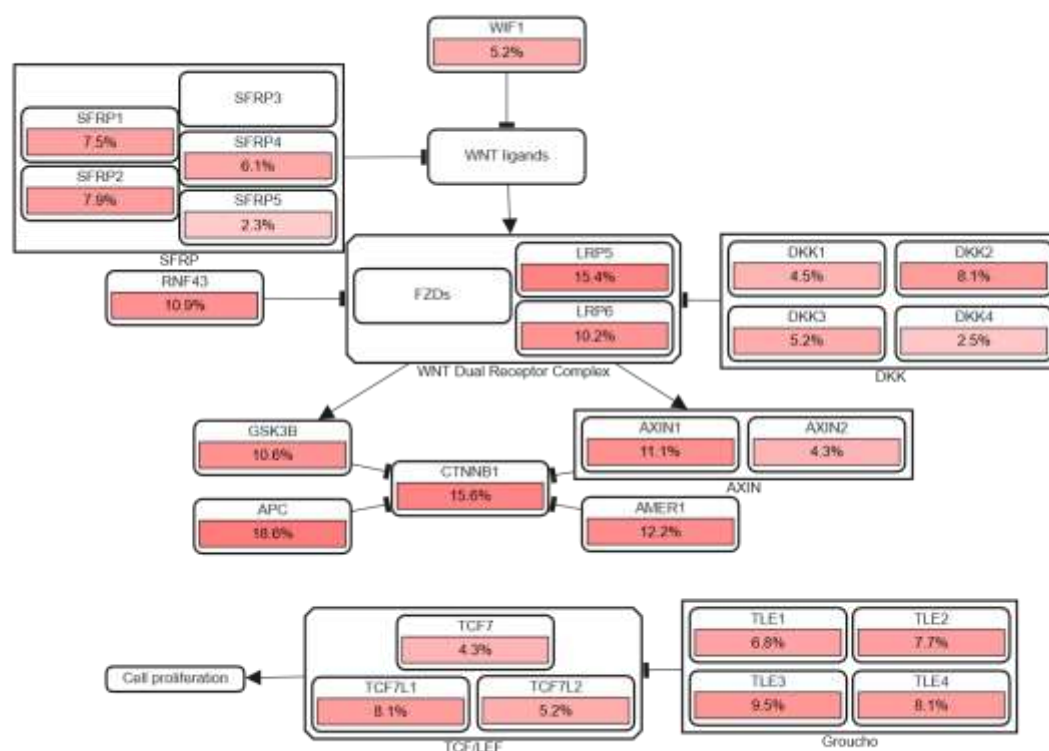 WIF1
5.2%
SFRP3
SFRP1
7.5%
SFRP4
6.1%
SFRP2
7.9%
SFRP5
2.3%
SFRP
WNT ligands
RNF43
10.9%
FZDs
LRP5
15.4%
LRP6
10.2%
WNT Dual Receptor Complex
DKK1
4.5%
DKK2
8.1%
DKK3
5.2%
DKK4
2.5%
DKK
GSK3B
10.6%
AXIN1
11.1%
AXIN2
4.3%
AXIN
CTNNB1
15.6%
APC
18.6%
AMER1
12.2%
TCF7
4.3%
TCF7L1
8.1%
TCF7L2
5.2%
TCF/LEF
Cell proliferation
TLE1
6.8%
TLE2
7.7%
TLE3
9.5%
TLE4
8.1%
Groucho